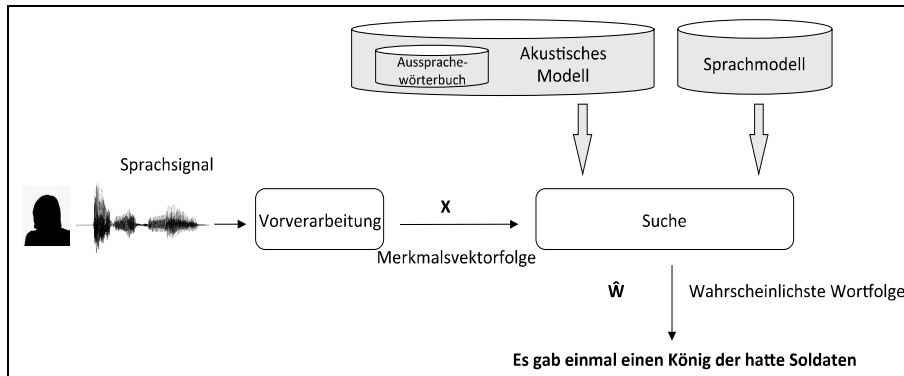 Aussprache-
wörterbuch
Akustisches
Modell
Sprachmodell
Sprachsignal
Vorverarbeitung
X
Merkmalsvektorfolge
Suche
Ŵ
Wahrscheinlichste Wortfolge
Es gab einmal einen König der hatte Soldaten